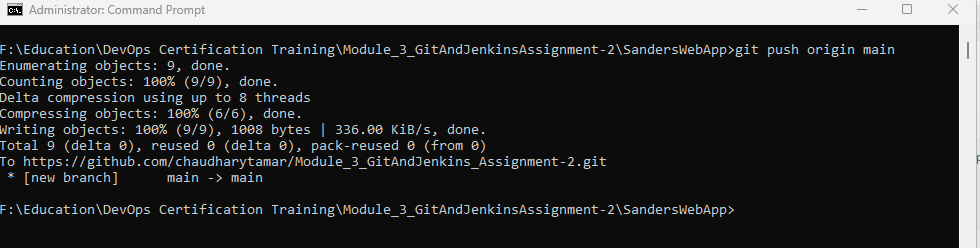 Administrator: Command Prompt
F:\Education\DevOps Certification Training\Module_3_GitAndJenkinsAssignment-2\SandersWebApp>git push origin main
Enumerating objects: 9, done.
Counting objects: 100% (9/9), done.
Delta compression using up to 8 threads
Compressing objects: 100% (6/6), done.
Writing objects: 100% (9/9), 1008 bytes | 336.00 KiB/s, done.
Total 9 (delta 0), reused 0 (delta 0), pack-reused 0 (from 0)
To https://github.com/chaudharytamar/Module_3_GitAndJenkins_Assignment-2.git
 * [new branch]      main -> main
F:\Education\DevOps Certification Training\Module_3_GitAndJenkinsAssignment-2\SandersWebApp>